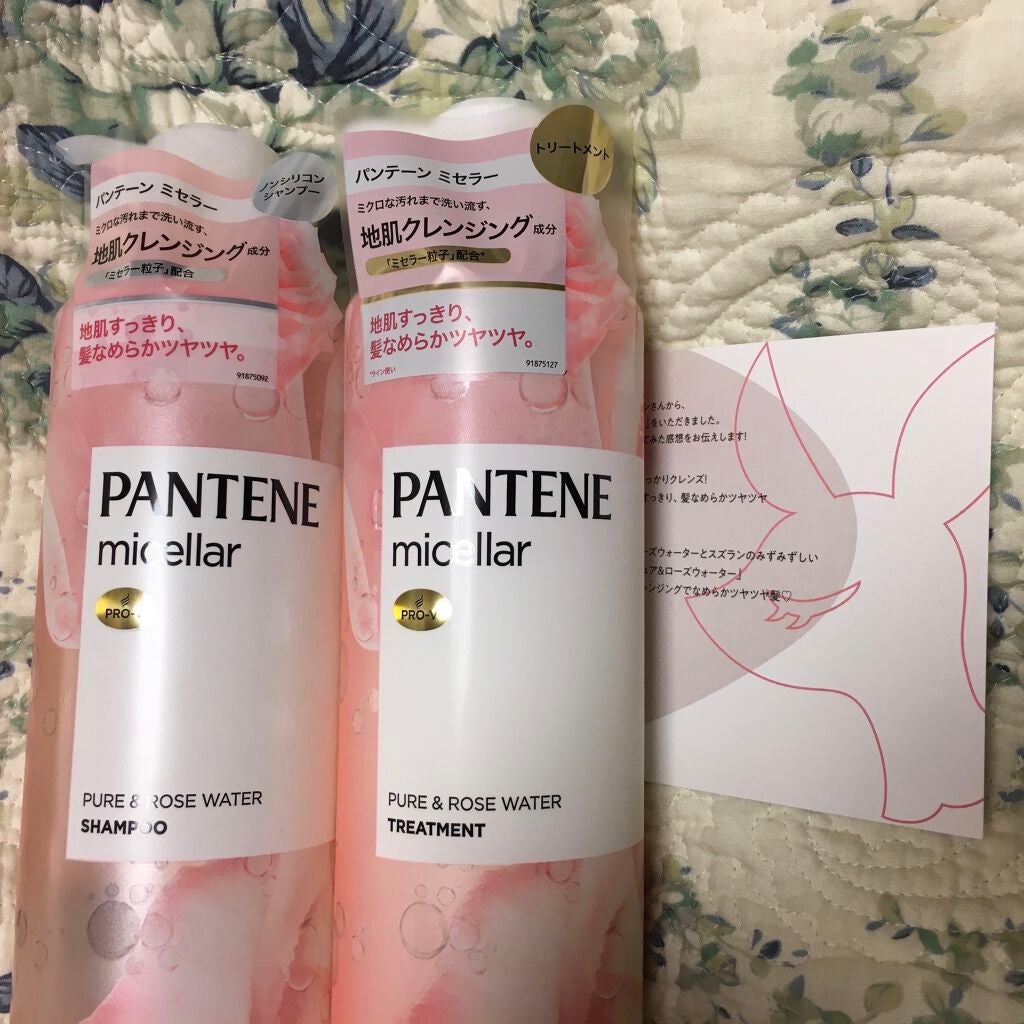 パンテーン ミセラー
ノンシリコン
シャンプー
ミクロな汚れまで洗い流す、
地肌クレンジング成分
「ミセラー粒子」配合
地肌すっきり、
髪なめらかツヤツヤ。
91875092
PANTENE
micellar
PRO-
PURE & ROSE WATER
SHAMPOO
パンテーン ミセラー
トリートメント
ミクロな汚れまで洗い流す、
地肌クレンジング成分
「ミセラー粒子」配合*
地肌すっきり、
髪なめらかツヤツヤ。
*ライン使い
91875127
PANTENE
micellar
PRO-V
PURE & ROSE WATER
TREATMENT
ンさんから、
」をいただきました。
てみた感想をお伝えします!
っかりクレンズ!
すっきり、髪なめらかツヤツヤ
ーズウォーターとスズランのみずみずしい
ュア&ローズウォーター」
レンジングでなめらかツヤツヤ髪♡